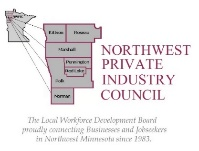 Kittson Roseau
Marshall
Pennington
Red Lake
Polk
Norman
NORTHWEST
PRIVATE
INDUSTRY
COUNCIL
The Local Workforce Development Board
proudly connecting Businesses and Jobseekers
in Northwest Minnesota since 1985.